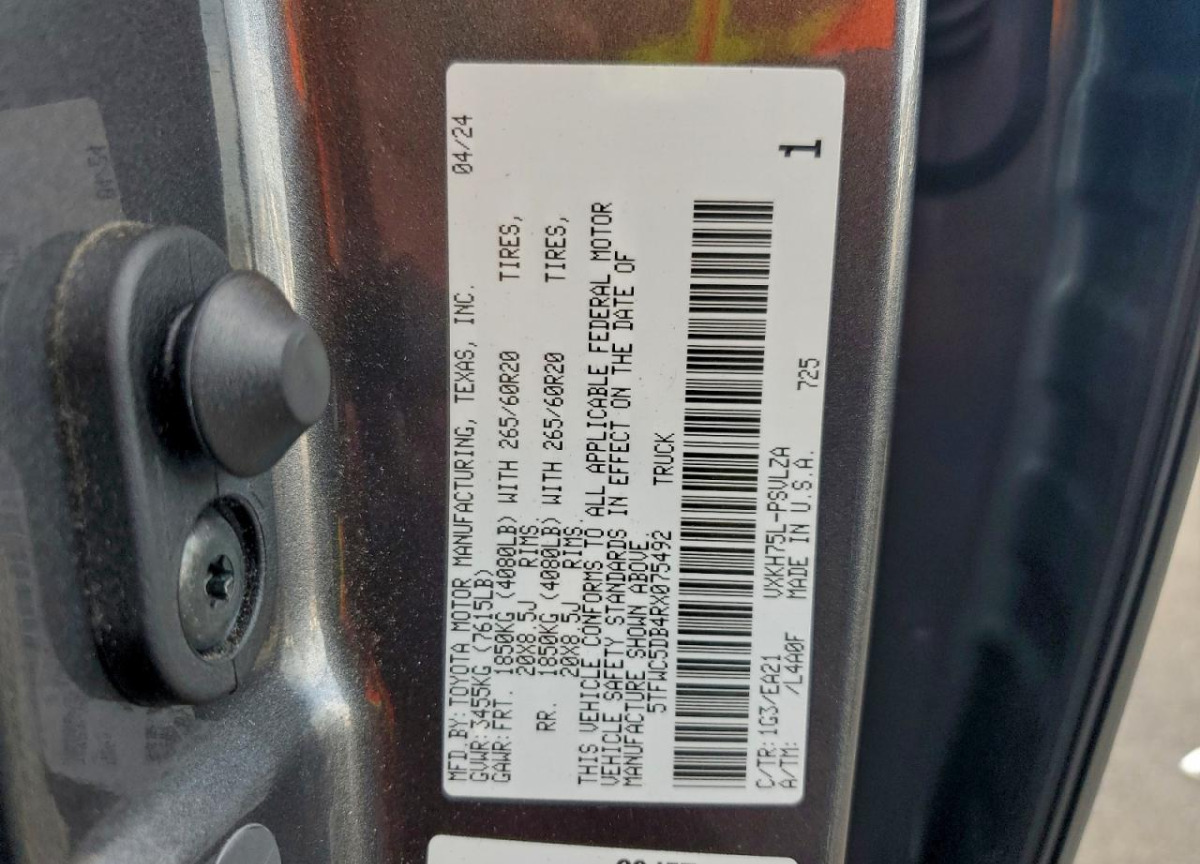 MFD.BY: TOYOTA MOTOR MANUFACTURING, TEXAS, INC. 04/24
GVWR: 3455KG (7615LB)
GAWR: FRT. 1850KG (4080LB) WITH 265/60R20 TIRES,
20X8.5J RIMS.
RR. 1850KG (4080LB) WITH 265/60R20 TIRES,
20X8.5J RIMS.
THIS VEHICLE CONFORMS TO ALL APPLICABLE FEDERAL MOTOR
VEHICLE SAFETY STANDARDS IN EFFECT ON THE DATE OF
MANUFACTURE SHOWN ABOVE.
5TFWC5DB4RX075492 TRUCK
C/TR: 1G3/EA21 VXKH75L-PSVLZA
A/TM: /L4A0F MADE IN U.S.A. 725
1